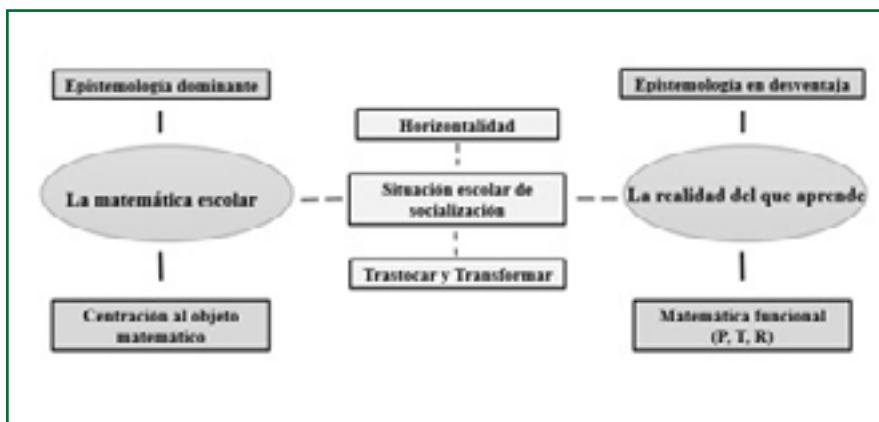 Epistemología dominante
La matemática escolar
Centración al objeto
matemático
Horizontalidad
Situación escolar de
socialización
Trastocar y Transformar
Epistemología en desventaja
La realidad del que aprende
Matemática funcional
(P, T, R)